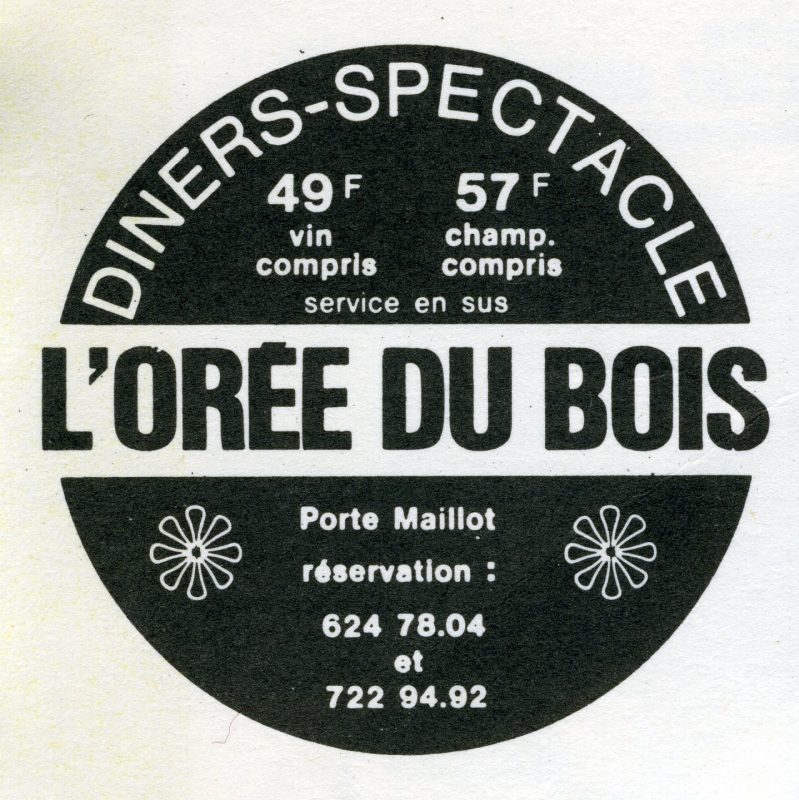 DINERS-SPECTACLE
49 F 57 F
vin champ.
compris compris
service en sus
L'ORÉE DU BOIS
Porte Maillot
réservation :
624 78.04
et
722 94.92